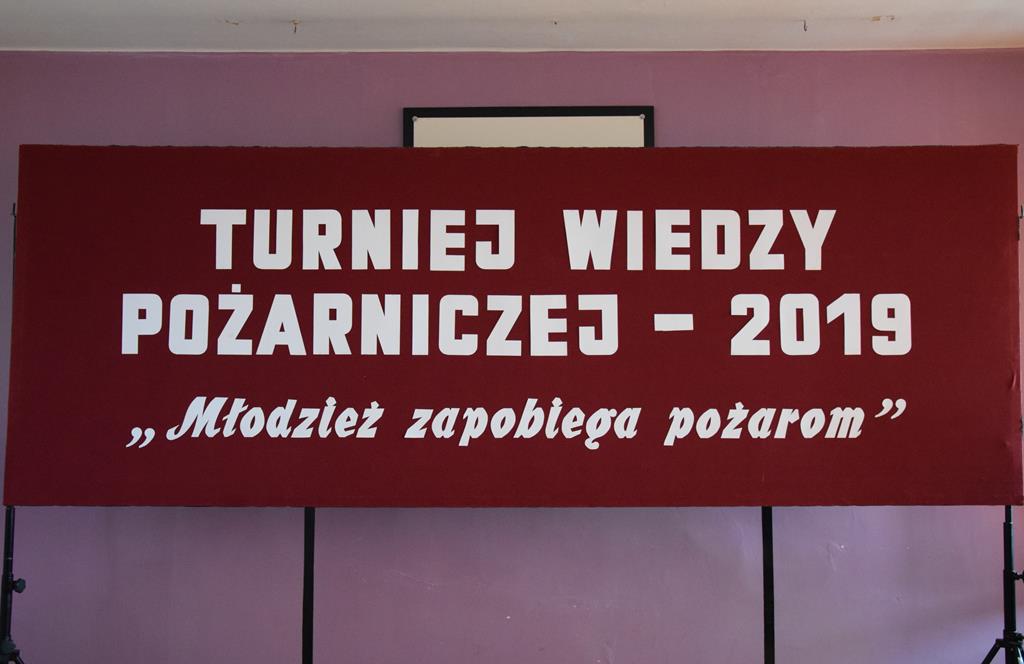 TURNIEJ WIEDZY
POŻARNICZEJ - 2019
„Młodzież zapobiega pożarom”